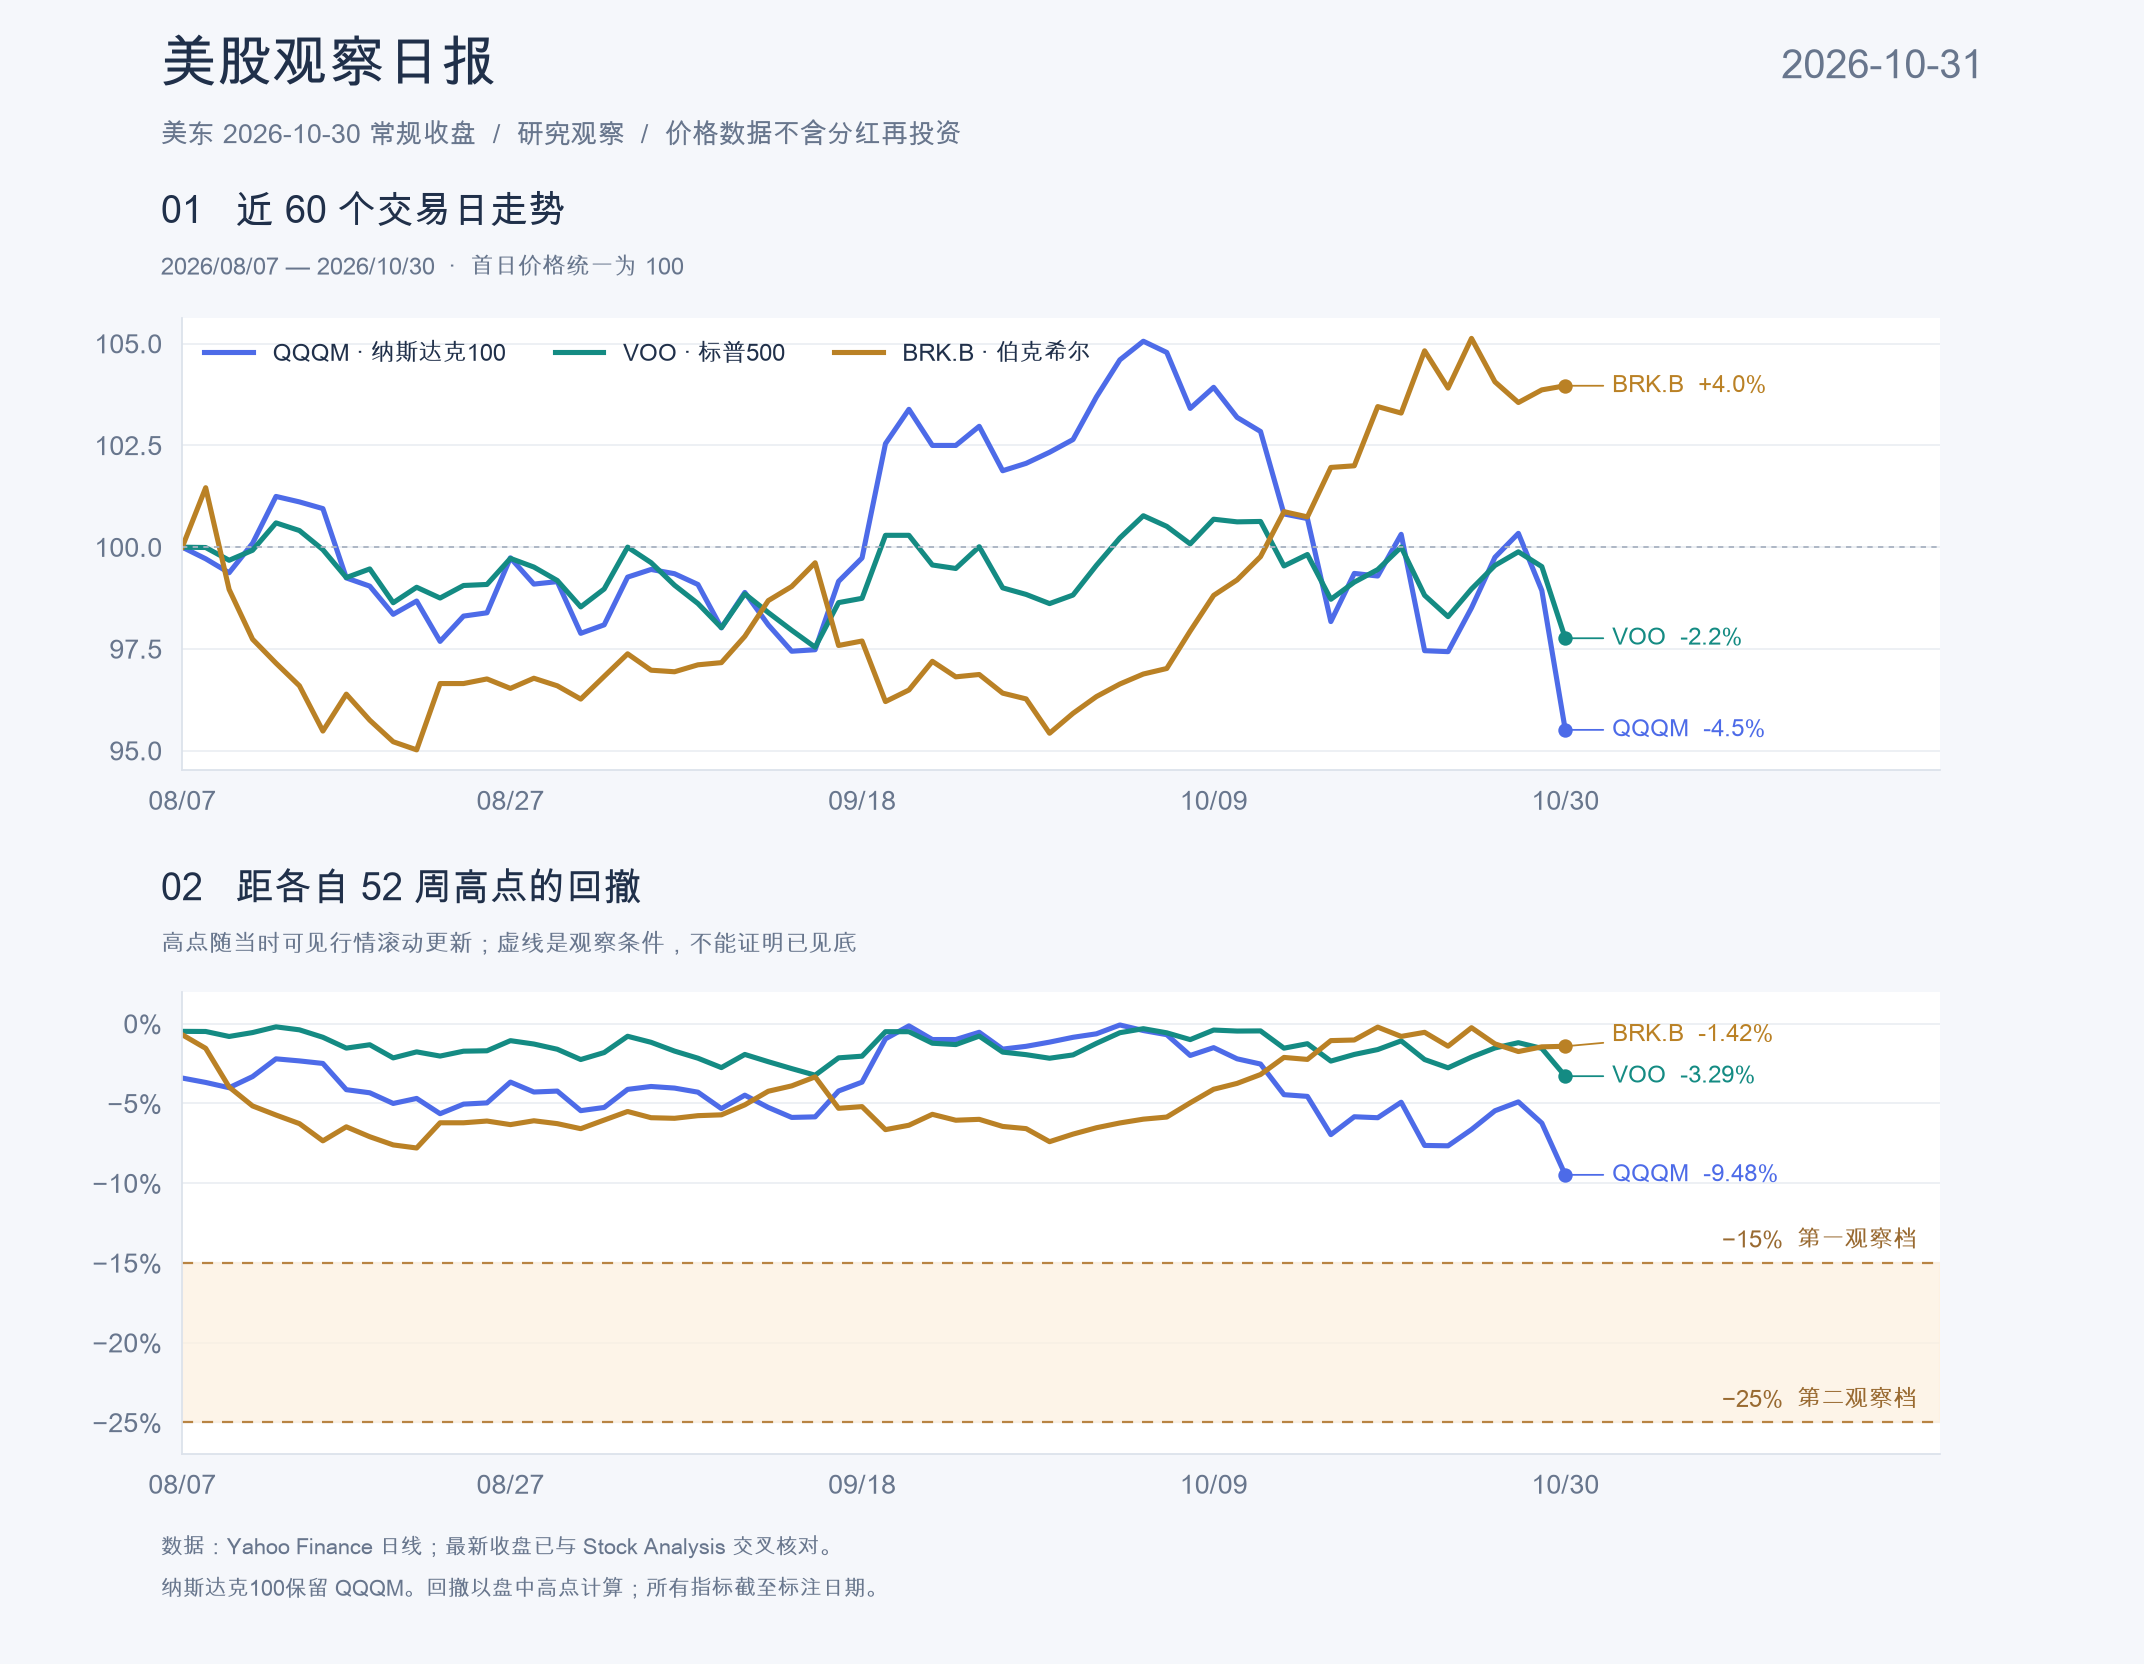 美股观察日报
2026-10-31
美东 2026-10-30 常规收盘 / 研究观察 / 价格数据不含分红再投资
01 近 60 个交易日走势
2026/08/07 — 2026/10/30 · 首日价格统一为 100
105.0
QQQM · 纳斯达克100
VOO · 标普500
BRK.B · 伯克希尔
BRK.B +4.0%
102.5
100.0
97.5
VOO -2.2%
QQQM -4.5%
95.0
08/07 08/27 09/18 10/09 10/30
02 距各自 52 周高点的回撤
高点随当时可见行情滚动更新；虚线是观察条件，不能证明已见底
0%
BRK.B -1.42%
VOO -3.29%
−5%
QQQM -9.48%
−10%
−15% 第一观察档
−15%
−20%
−25% 第二观察档
−25%
08/07 08/27 09/18 10/09 10/30
数据：Yahoo Finance 日线；最新收盘已与 Stock Analysis 交叉核对。
纳斯达克100保留 QQQM。回撤以盘中高点计算；所有指标截至标注日期。